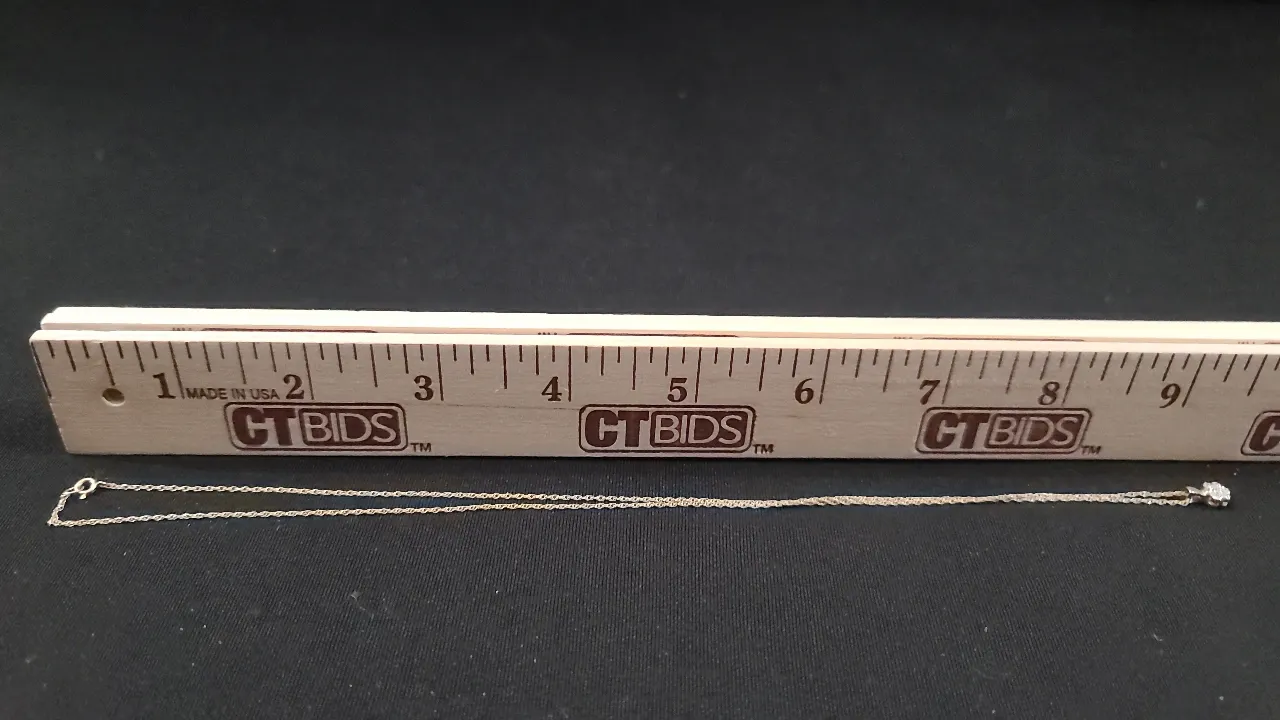 1 2 3 4 5 6 7 8 9
MADE IN USA
CTBIDS™ CTBIDS™ CTBIDS™ C